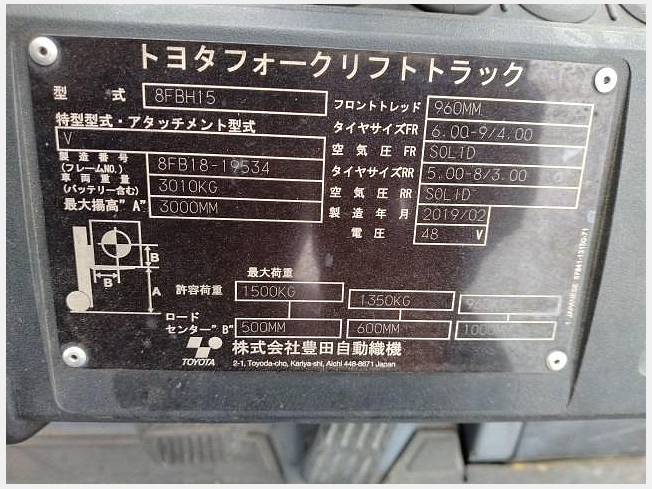 トヨタフォークリフトトラック
型式 8FBH15
特型型式・アタッチメント型式
V
製造番号(フレームNO.) 8FB18-19534
車両重量(バッテリー含む) 3010KG
最大揚高"A" 3000MM
フロントトレッド 960MM
タイヤサイズFR 6.00-9/4.00
空気圧 FR SOLID
タイヤサイズRR 5.00-8/3.00
空気圧 RR SOLID
製造年月 2019/02
電圧 48 V
B
B
A
最大荷重
許容荷重 1500KG 1350KG
ロードセンター"B" 500MM 600MM 1000MM
TOYOTA
株式会社豊田自動織機
2-1, Toyoda-cho, Kariya-shi, Aichi 448-8671 Japan
JAPANESE